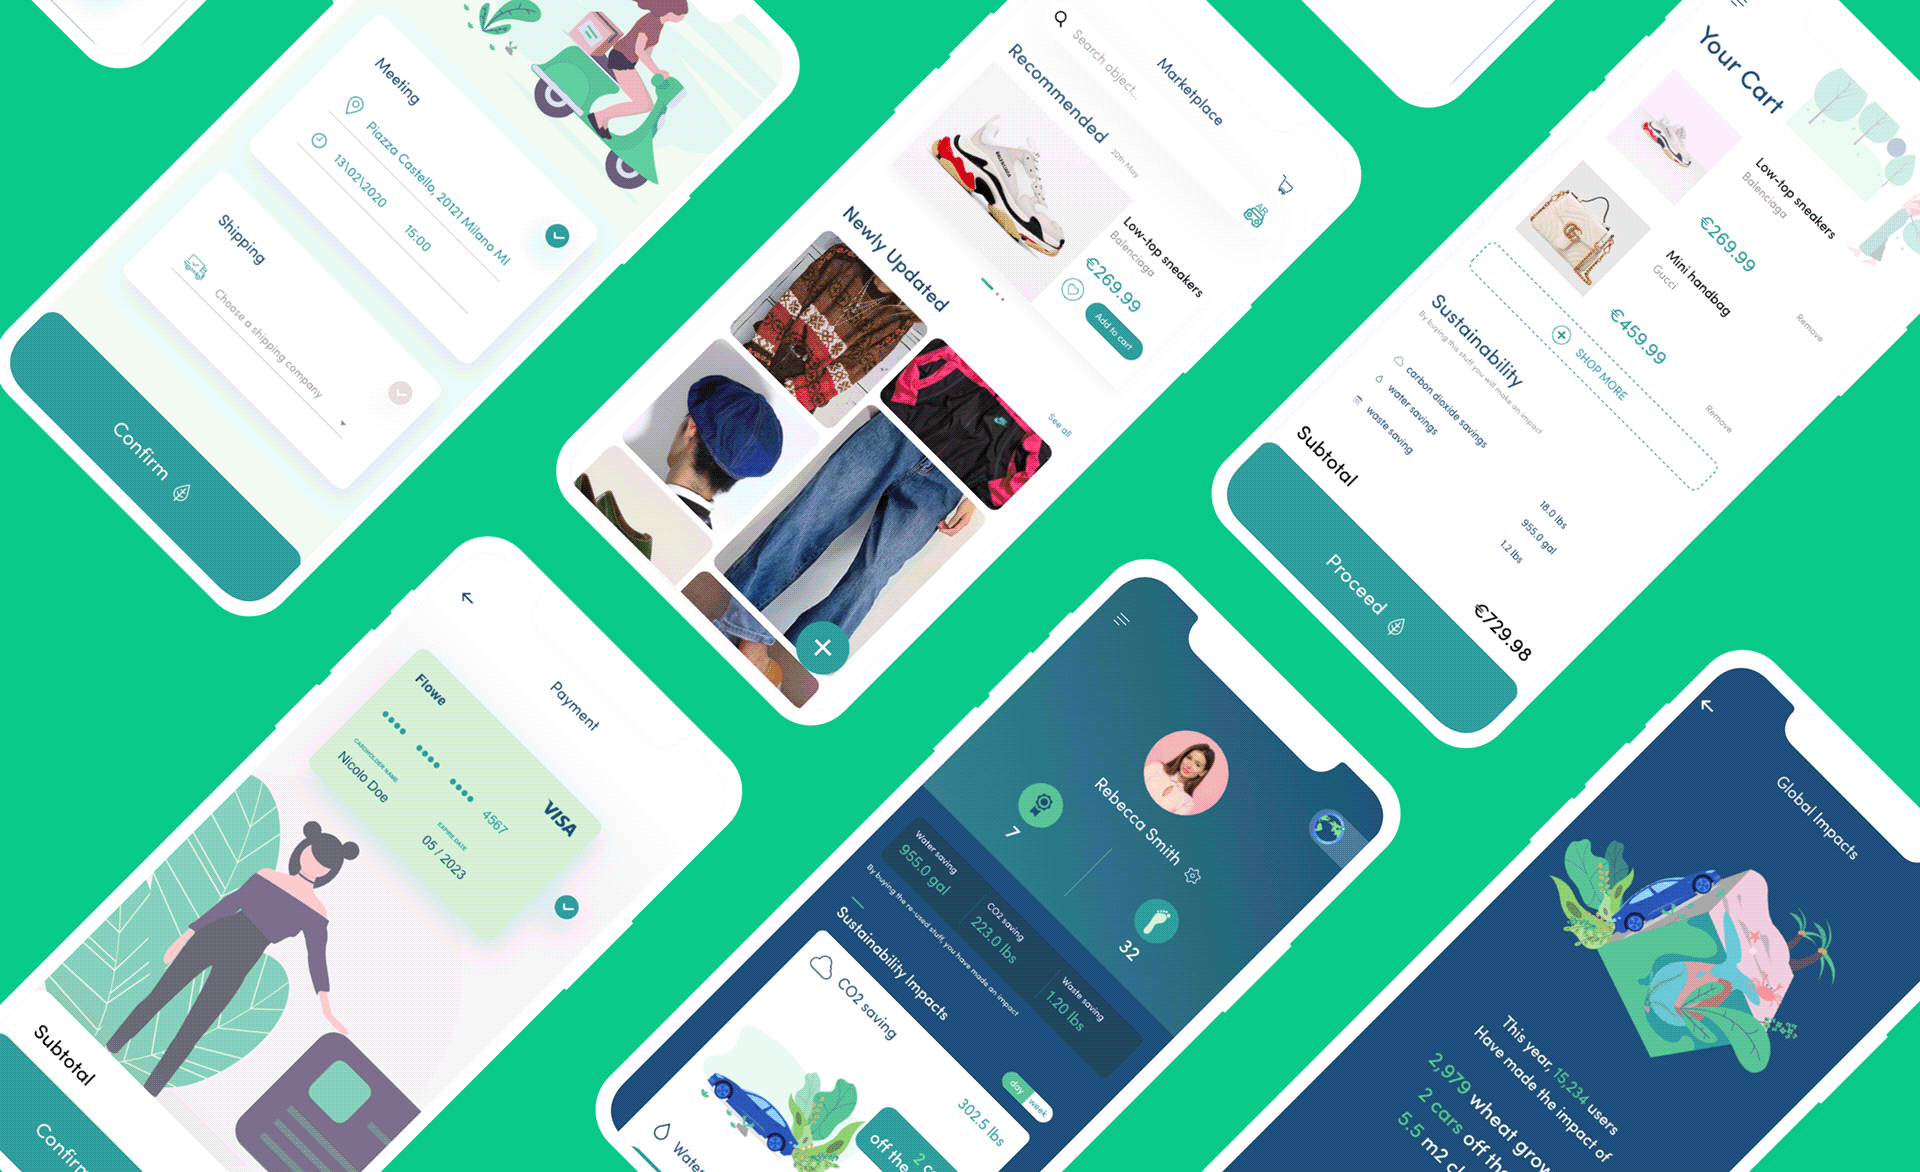 Meeting
Piazza Castello, 20121 Milano MI
13\02\2020
15:00
Shipping
Choose a shipping company
Confirm
Search object...
Marketplace
Recommended
20th May
AR
BALENCIAGA
Low-top sneakers
Balenciaga
€269.99
Add to cart
Newly Updated
See all
Your Cart
Low-top sneakers
Balenciaga
€269.99
Remove
Mini handbag
Gucci
€459.99
Remove
SHOP MORE
Sustainability
By buying this stuff you will make an impact
carbon dioxide savings
18.0 lbs
water savings
955.0 gal
waste saving
1.2 lbs
Subtotal
€729.98
Proceed
Payment
Flowe
4567
CARDHOLDER NAME
Nicolo Doe
EXPIRE DATE
05 / 2023
VISA
Subtotal
Confirm
Rebecca Smith
7
32
Water saving
955.0 gal
CO2 saving
223.0 lbs
Waste saving
1.20 lbs
By buying the re-used stuff, you have made an impact
Sustainability Impacts
CO2 saving
day
week
302.5 lbs
2
off the
Water
Global Impacts
This year, 15,234 users
Have made the impact of
2,979 wheat grow
2 cars off the
5.5 m2